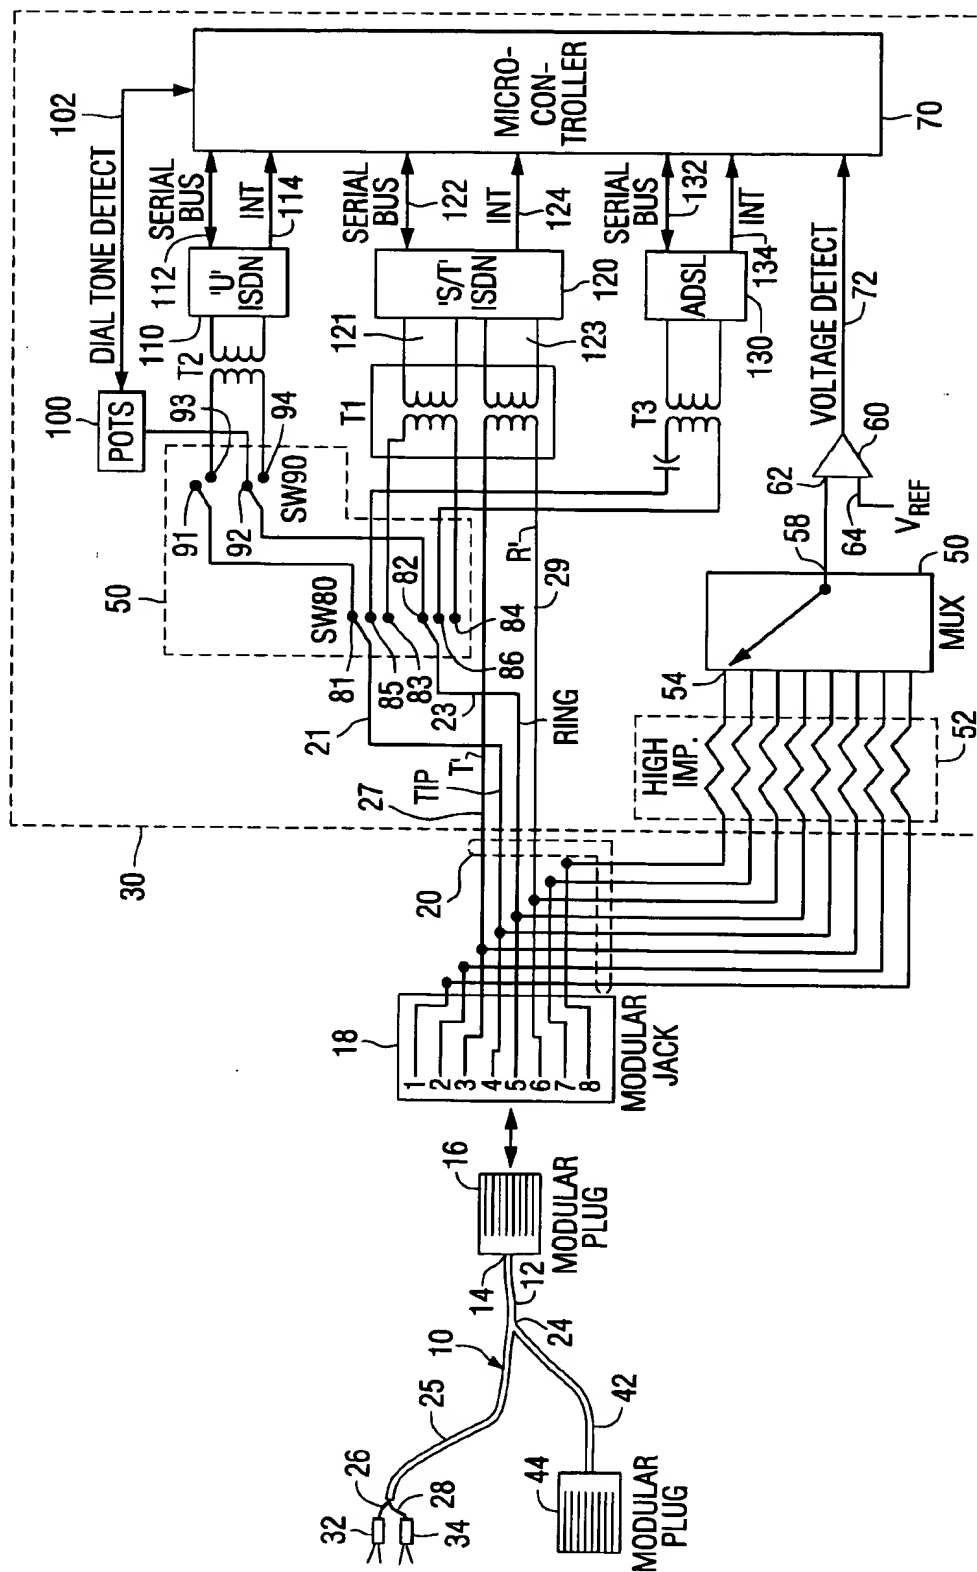 102
DIAL TONE DETECT
100
POTS
93
94
T2
110
112
'U'
ISDN
SERIAL
BUS
INT
114
MICRO-
CON-
TROLLER
70
SERIAL
BUS
122
INT
124
'S/T'
ISDN
120
121
123
T1
SERIAL
BUS
132
INT
134
ADSL
130
T3
VOLTAGE DETECT
72
60
62
64
VREF
58
50
MUX
54
HIGH
IMP.
52
91
92
SW90
50
SW80
81
85
83
82
86
84
21
23
R'
29
RING
T'
TIP
27
30
20
18
1
2
3
4
5
6
7
8
MODULAR
JACK
16
MODULAR
PLUG
14
12
24
10
25
26
28
32
34
42
44
MODULAR
PLUG